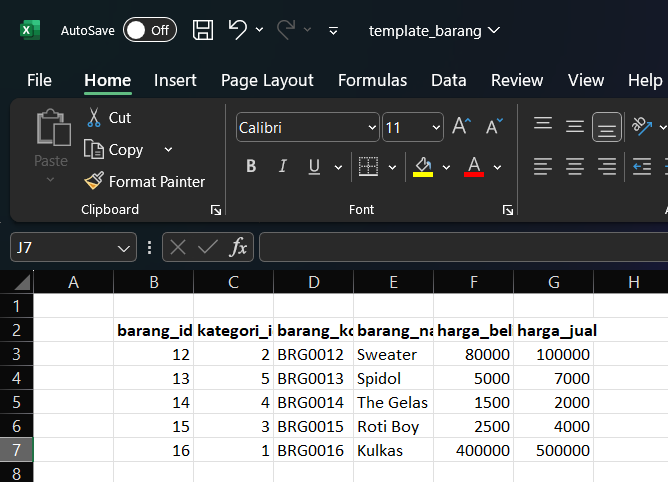 AutoSave Off template_barang
File Home Insert Page Layout Formulas Data Review View Help
Paste Cut Copy Format Painter
Clipboard
Calibri 11 A A
B I U A
Font
J7 fx
A B C D E F G H
1
2 barang_id kategori_i barang_ko barang_na harga_bel harga_jual
3 12 2 BRG0012 Sweater 80000 100000
4 13 5 BRG0013 Spidol 5000 7000
5 14 4 BRG0014 The Gelas 1500 2000
6 15 3 BRG0015 Roti Boy 2500 4000
7 16 1 BRG0016 Kulkas 400000 500000
8